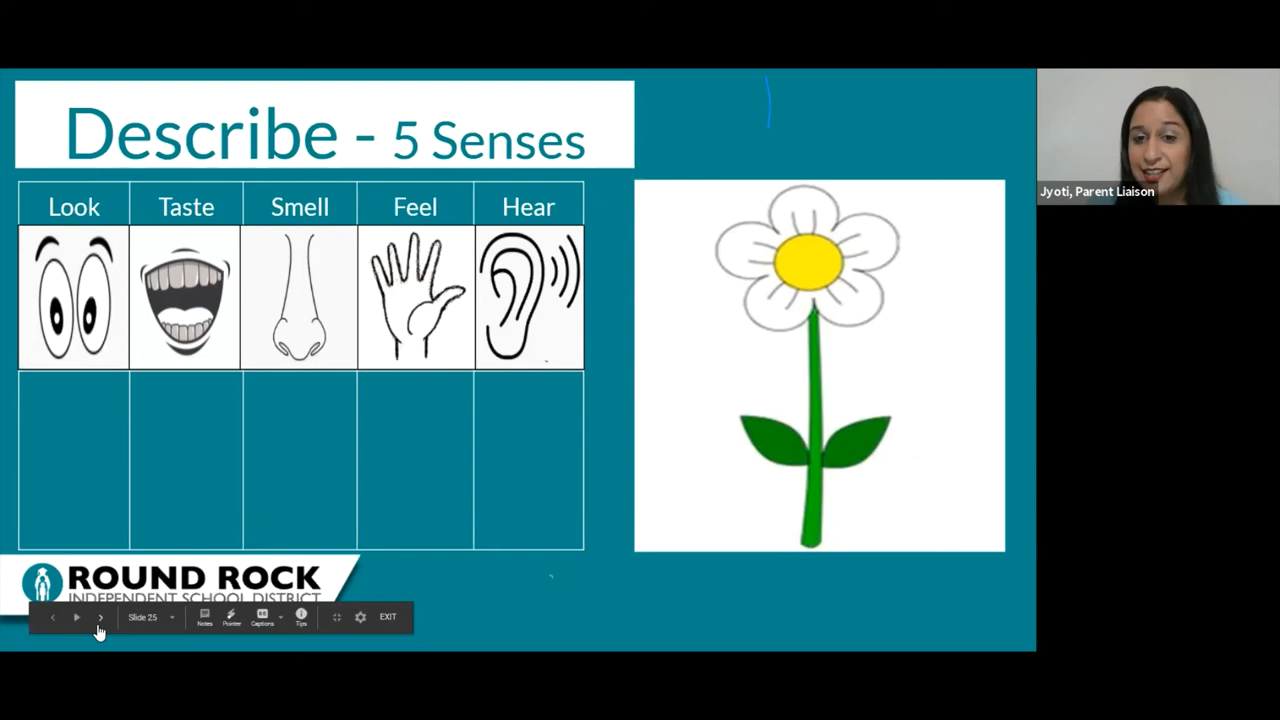 Describe - 5 Senses
Look Taste Smell Feel Hear
Jyoti, Parent Liaison
ROUND ROCK
INDEPENDENT SCHOOL DISTRICT
Slide 25 Notes Pointer Captions Tips EXIT